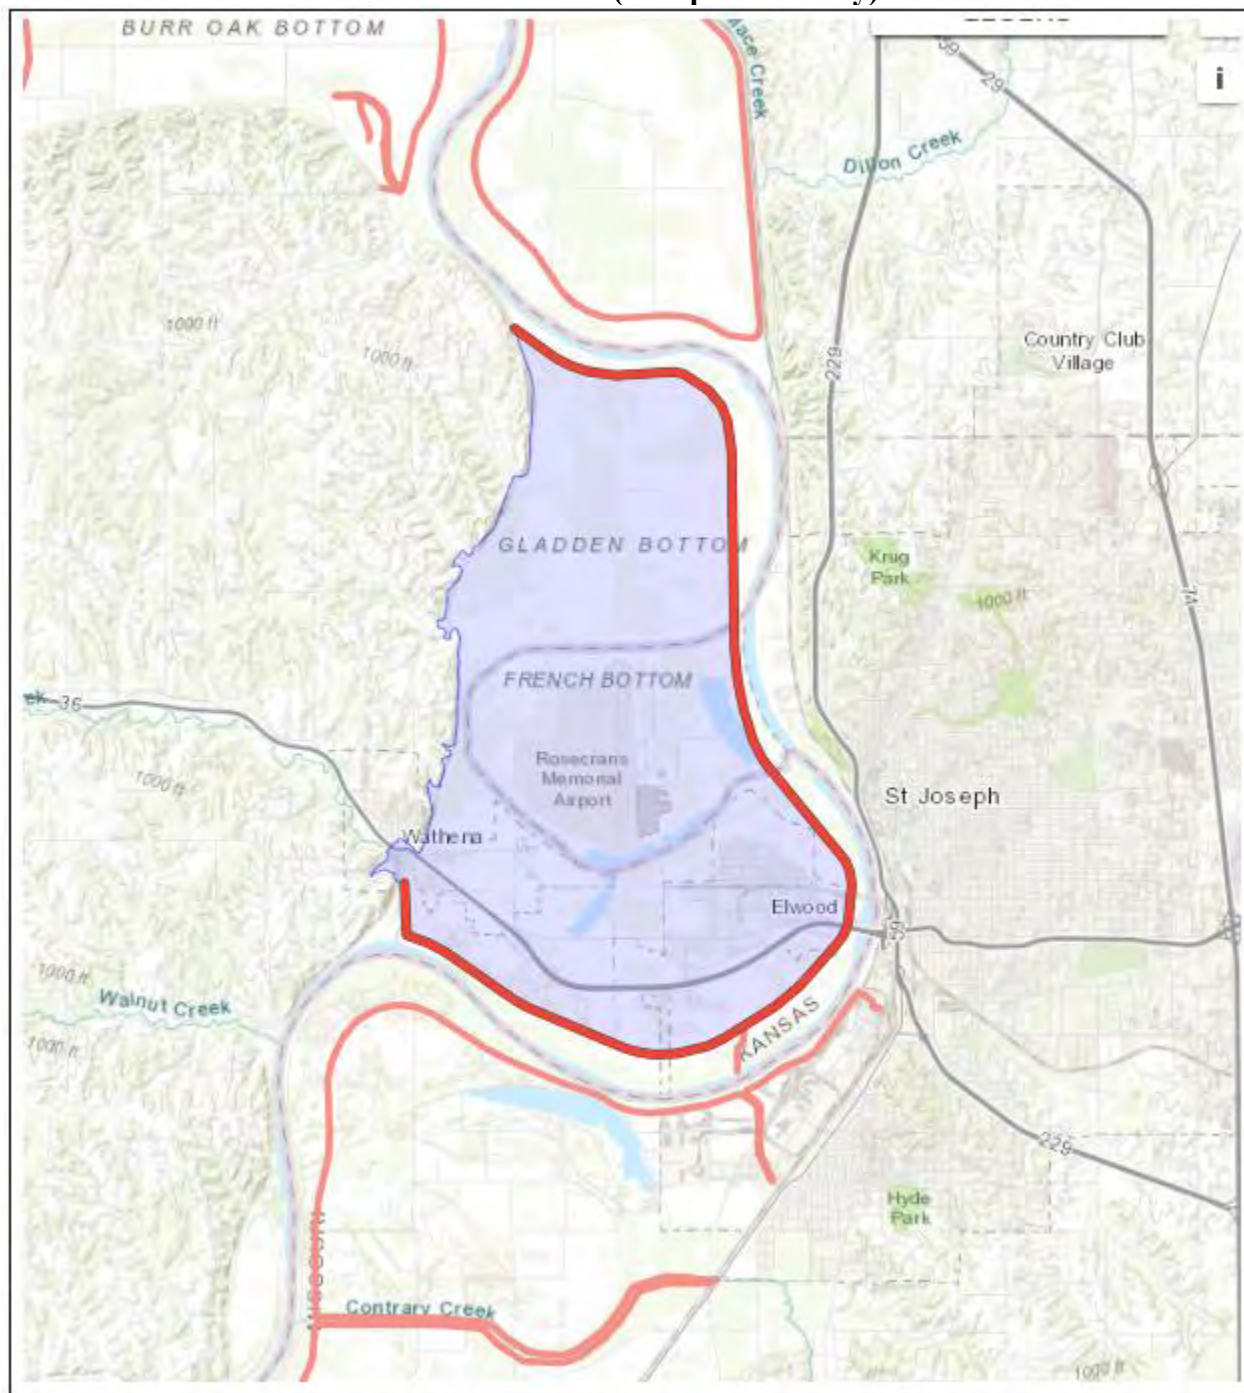 BURR OAK BOTTOM
i
59
29
Mace Creek
Dillon Creek
229
1000 ft
1000 ft
Country Club
Village
GLADDEN BOTTOM
Krug
Park
1000 ft
FRENCH BOTTOM
36
Rosecrans
Memorial
Airport
1000 ft
St Joseph
Wathena
Elwood
59
1000 ft
Walnut Creek
KANSAS
1000 ft
229
Hyde
Park
MISSOURI
Contrary Creek
1000 ft